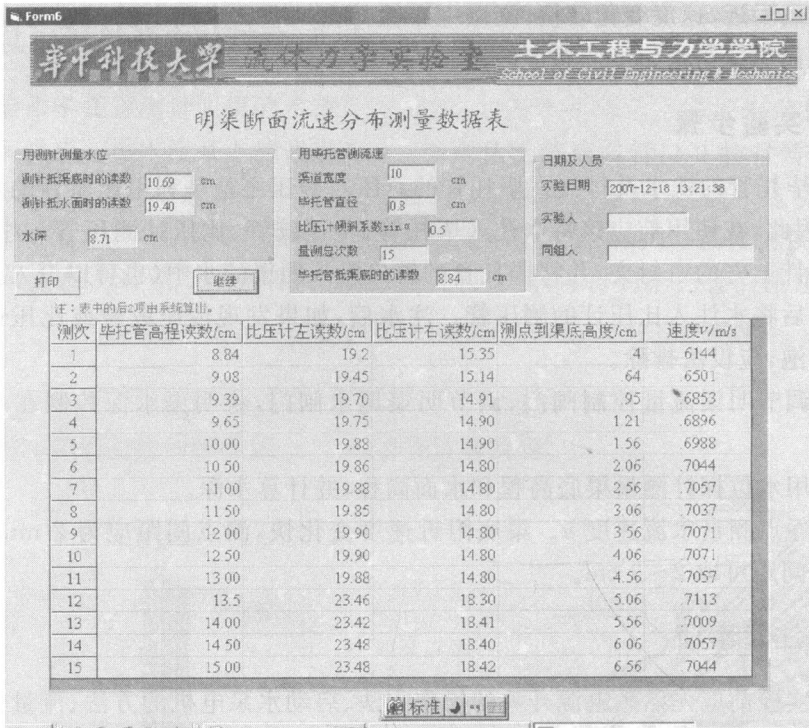 Form6
華中科技大學 流体力学实验室 土木工程与力学学院
School of Civil Engineering & Mechanics
明渠断面流速分布测量数据表
用测针测量水位
测针抵渠底时的读数 10.69 cm
测针抵水面时的读数 19.40 cm
水深 8.71 cm
用毕托管测流速
渠道宽度 10 cm
毕托管直径 0.8 cm
比压计倾斜系数sinα 0.5
量测总次数 15
毕托管抵渠底时的读数 8.84 cm
日期及人员
实验日期 2007-12-18 13:21:38
实验人
同组人
打印 继续
注：表中的后2项由系统算出。
测次 毕托管高程读数/cm 比压计左读数/cm 比压计右读数/cm 测点到渠底高度/cm 速度V/m/s
1 8.84 19.2 15.35 .4 .6144
2 9.08 19.45 15.14 .64 .6501
3 9.39 19.70 14.91 .95 .6853
4 9.65 19.75 14.90 1.21 .6896
5 10.00 19.88 14.90 1.56 .6988
6 10.50 19.86 14.80 2.06 .7044
7 11.00 19.88 14.80 2.56 .7057
8 11.50 19.85 14.80 3.06 .7037
9 12.00 19.90 14.80 3.56 .7071
10 12.50 19.90 14.80 4.06 .7071
11 13.00 19.88 14.80 4.56 .7057
12 13.5 23.46 18.30 5.06 .7113
13 14.00 23.42 18.41 5.56 .7009
14 14.50 23.48 18.40 6.06 .7057
15 15.00 23.48 18.42 6.56 .7044
标准